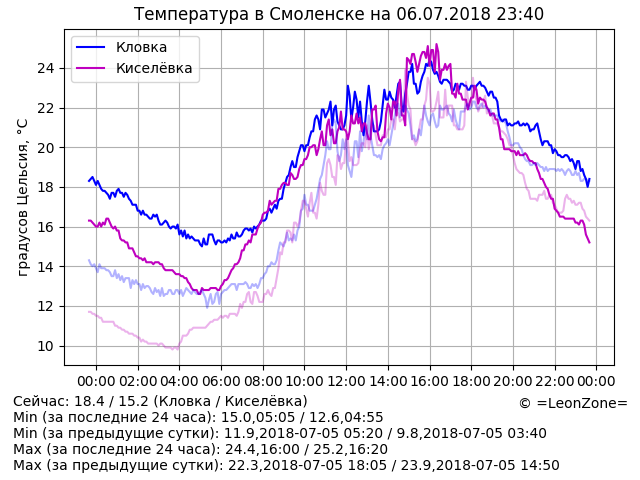 Температура в Смоленске на 06.07.2018 23:40
Кловка
Киселёвка
градусов Цельсия, °C
24
22
20
18
16
14
12
10
00:00 02:00 04:00 06:00 08:00 10:00 12:00 14:00 16:00 18:00 20:00 22:00 00:00
Сейчас: 18.4 / 15.2 (Кловка / Киселёвка)
© =LeonZone=
Min (за последние 24 часа): 15.0,05:05 / 12.6,04:55
Min (за предыдущие сутки): 11.9,2018-07-05 05:20 / 9.8,2018-07-05 03:40
Max (за последние 24 часа): 24.4,16:00 / 25.2,16:20
Max (за предыдущие сутки): 22.3,2018-07-05 18:05 / 23.9,2018-07-05 14:50